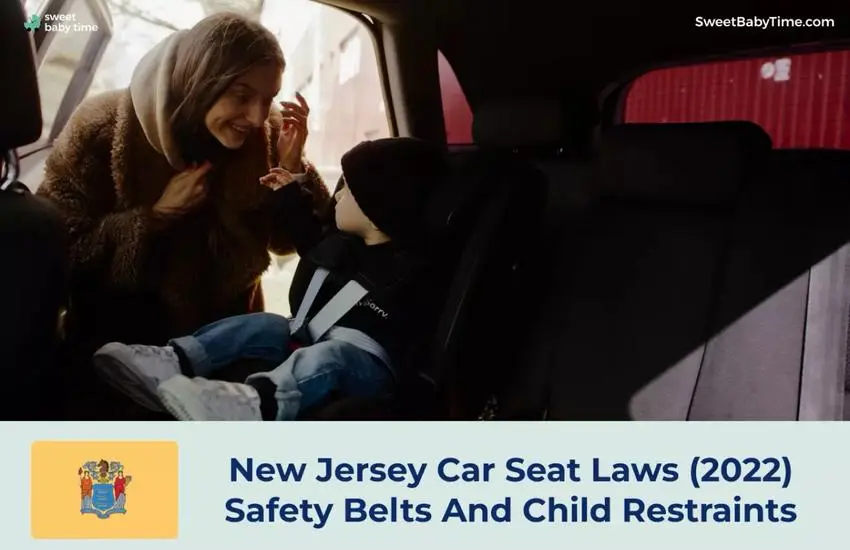 sweet
baby time
SweetBabyTime.com
New Jersey Car Seat Laws (2022)
Safety Belts And Child Restraints